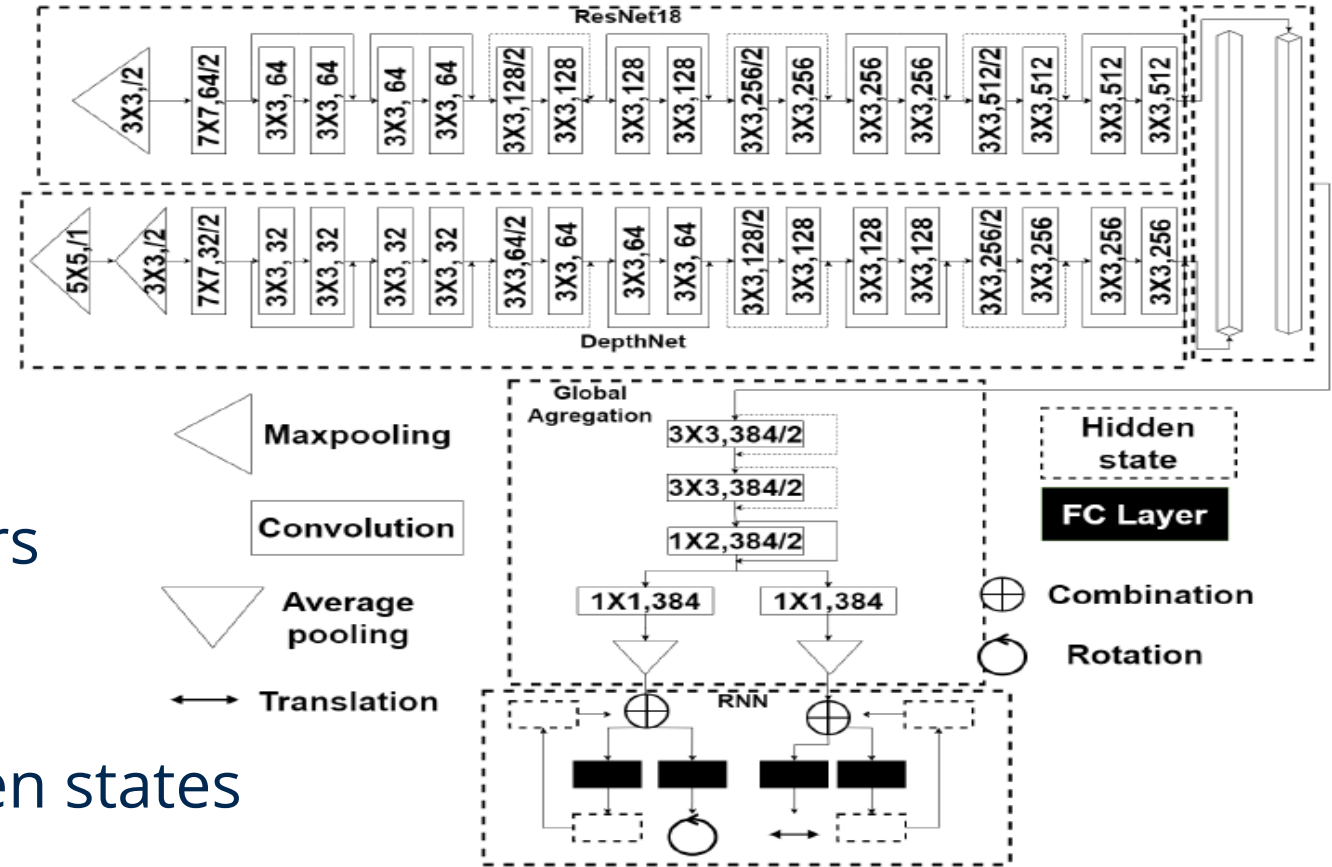 ResNet18
3X3,/2
7X7,64/2
3X3, 64
3X3, 64
3X3, 64
3X3, 64
3X3,128/2
3X3,128
3X3,128
3X3,128
3X3,256/2
3X3,256
3X3,256
3X3,256
3X3,512/2
3X3,512
3X3,512
3X3,512
5X5,/1
3X3,/2
7X7,32/2
3X3, 32
3X3, 32
3X3, 32
3X3, 32
3X3,64/2
3X3, 64
3X3,64
3X3, 64
3X3,128/2
3X3,128
3X3,128
3X3,128
3X3,256/2
3X3,256
3X3,256
3X3,256
DepthNet
Global
Agregation
3X3,384/2
3X3,384/2
1X2,384/2
1X1,384
1X1,384
RNN
Maxpooling
Convolution
Average
pooling
Translation
Hidden
state
FC Layer
Combination
Rotation
rs
en states